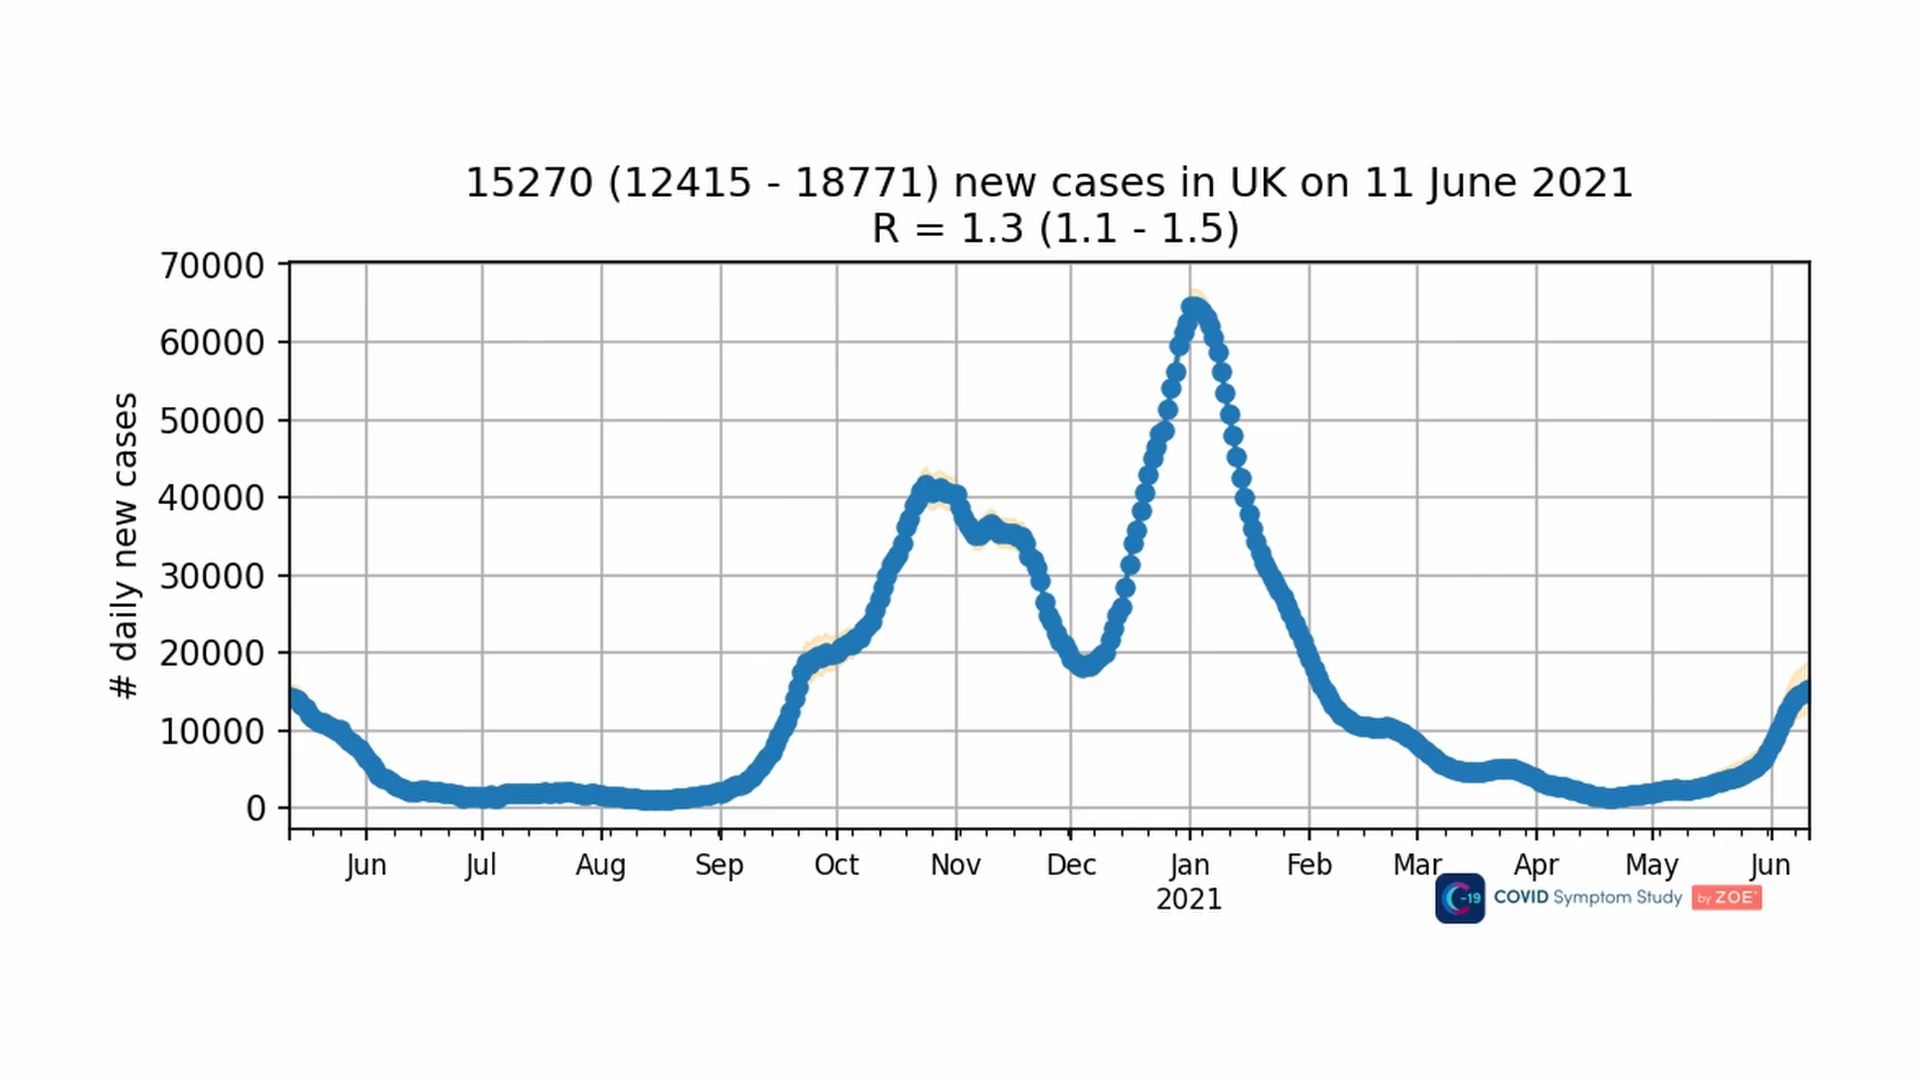 15270 (12415 - 18771) new cases in UK on 11 June 2021
R = 1.3 (1.1 - 1.5)
# daily new cases
70000
60000
50000
40000
30000
20000
10000
0
Jun Jul Aug Sep Oct Nov Dec Jan Feb Mar Apr May Jun
2021
C-19 COVID Symptom Study by ZOE